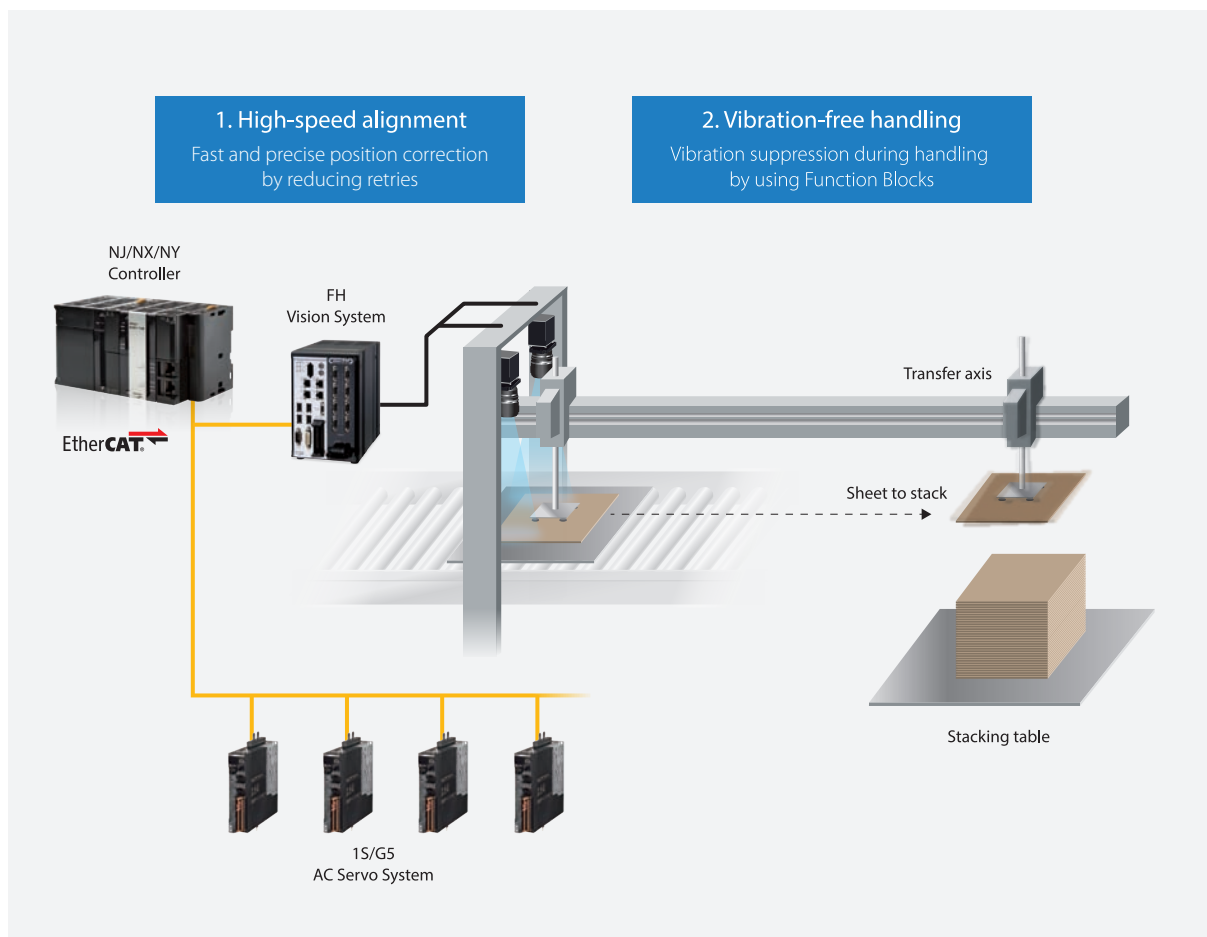 1. High-speed alignment
Fast and precise position correction
by reducing retries
2. Vibration-free handling
Vibration suppression during handling
by using Function Blocks
NJ/NX/NY
Controller
FH
Vision System
Transfer axis
EtherCAT®
Sheet to stack
Stacking table
1S/G5
AC Servo System